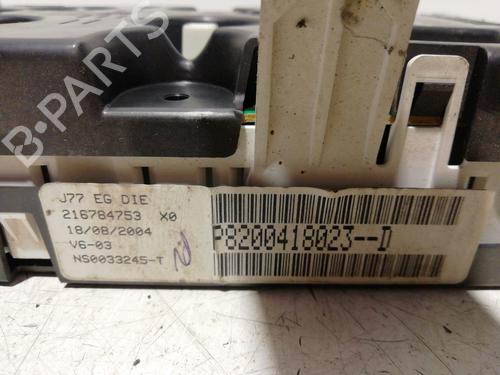 B-PARTS
J77 EG DIE
216784753 X0
18/08/2004
V6-03
NS0033245-T
P8200418023--D